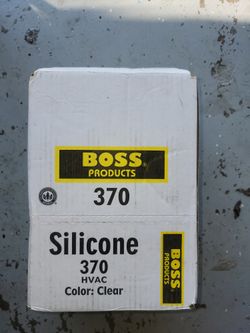 BOSS
PRODUCTS
370
Silicone
370
HVAC
Color: Clear
BOSS
PRODUCTS